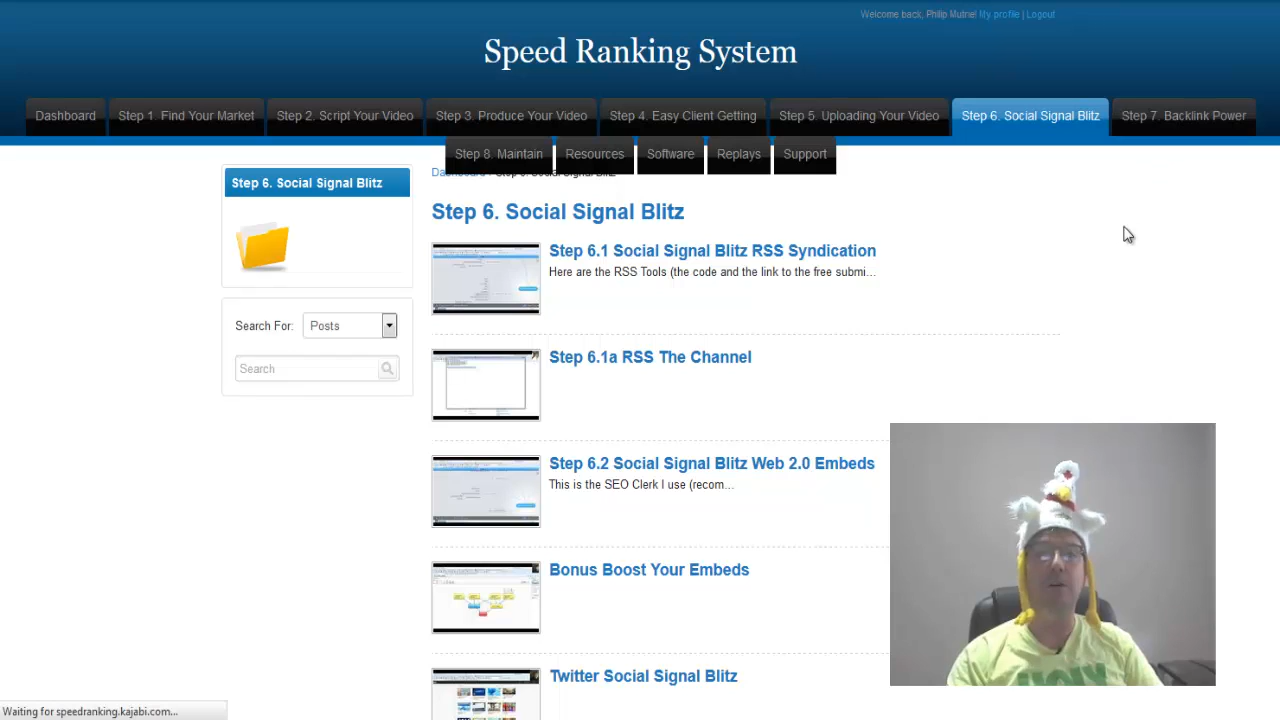 Welcome back, Philip Mutrie! My profile | Logout
Speed Ranking System
Dashboard
Step 1. Find Your Market
Step 2. Script Your Video
Step 3. Produce Your Video
Step 4. Easy Client Getting
Step 5. Uploading Your Video
Step 6. Social Signal Blitz
Step 7. Backlink Power
Step 8. Maintain
Resources
Software
Replays
Support
Step 6. Social Signal Blitz
Step 6. Social Signal Blitz
Step 6.1 Social Signal Blitz RSS Syndication
Here are the RSS Tools (the code and the link to the free submi...
Search For: Posts
Search
Step 6.1a RSS The Channel
Step 6.2 Social Signal Blitz Web 2.0 Embeds
This is the SEO Clerk I use (recom...
Bonus Boost Your Embeds
Twitter Social Signal Blitz
Waiting for speedranking.kajabi.com...